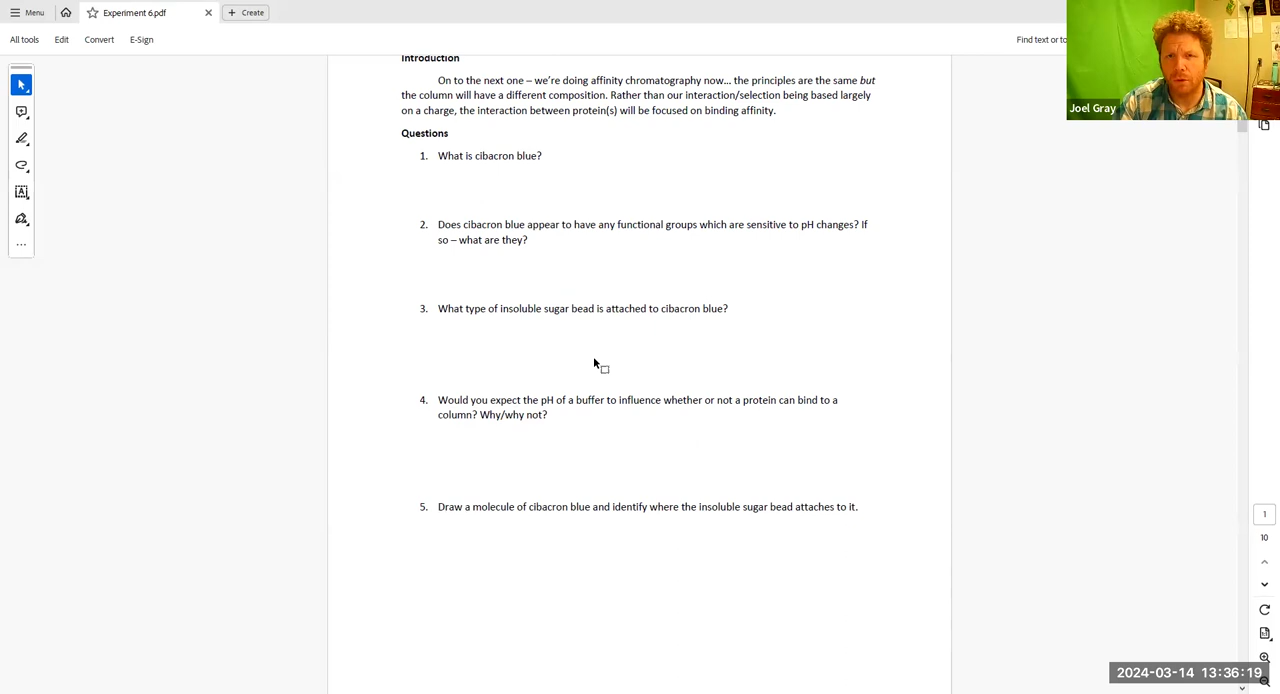 Menu
Experiment 6.pdf
Create
All tools
Edit
Convert
E-Sign
Find text or to
Joel Gray
Introduction
On to the next one – we're doing affinity chromatography now… the principles are the same but
the column will have a different composition. Rather than our interaction/selection being based largely
on a charge, the interaction between protein(s) will be focused on binding affinity.
Questions
1. What is cibacron blue?
2. Does cibacron blue appear to have any functional groups which are sensitive to pH changes? If
so – what are they?
3. What type of insoluble sugar bead is attached to cibacron blue?
4. Would you expect the pH of a buffer to influence whether or not a protein can bind to a
column? Why/why not?
5. Draw a molecule of cibacron blue and identify where the insoluble sugar bead attaches to it.
1
10
2024-03-14 13:36:19